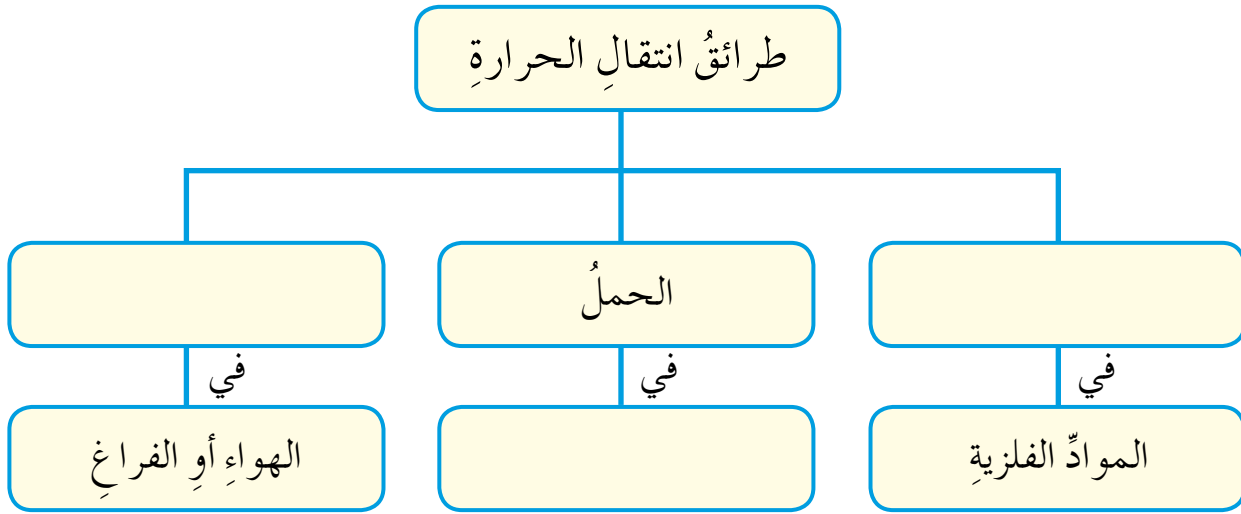 طرائقُ انتقالِ الحرارةِ
الحملُ
في
في
في
الموادِّ الفلزيةِ
الهواءِ أوِ الفراغِ